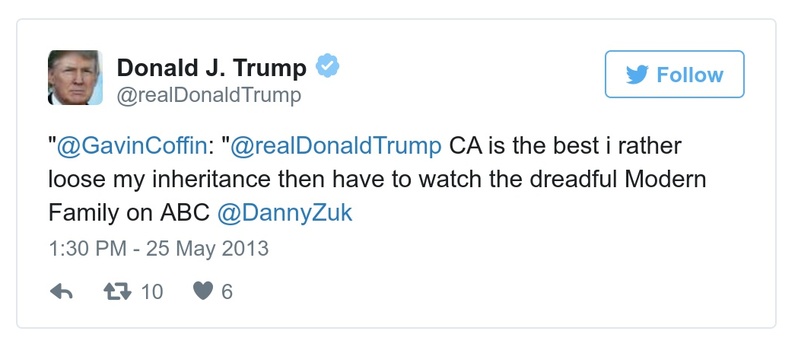 Donald J. Trump
@realDonaldTrump
Follow
"@GavinCoffin: "@realDonaldTrump CA is the best i rather
loose my inheritance then have to watch the dreadful Modern
Family on ABC @DannyZuk
1:30 PM - 25 May 2013
10 6